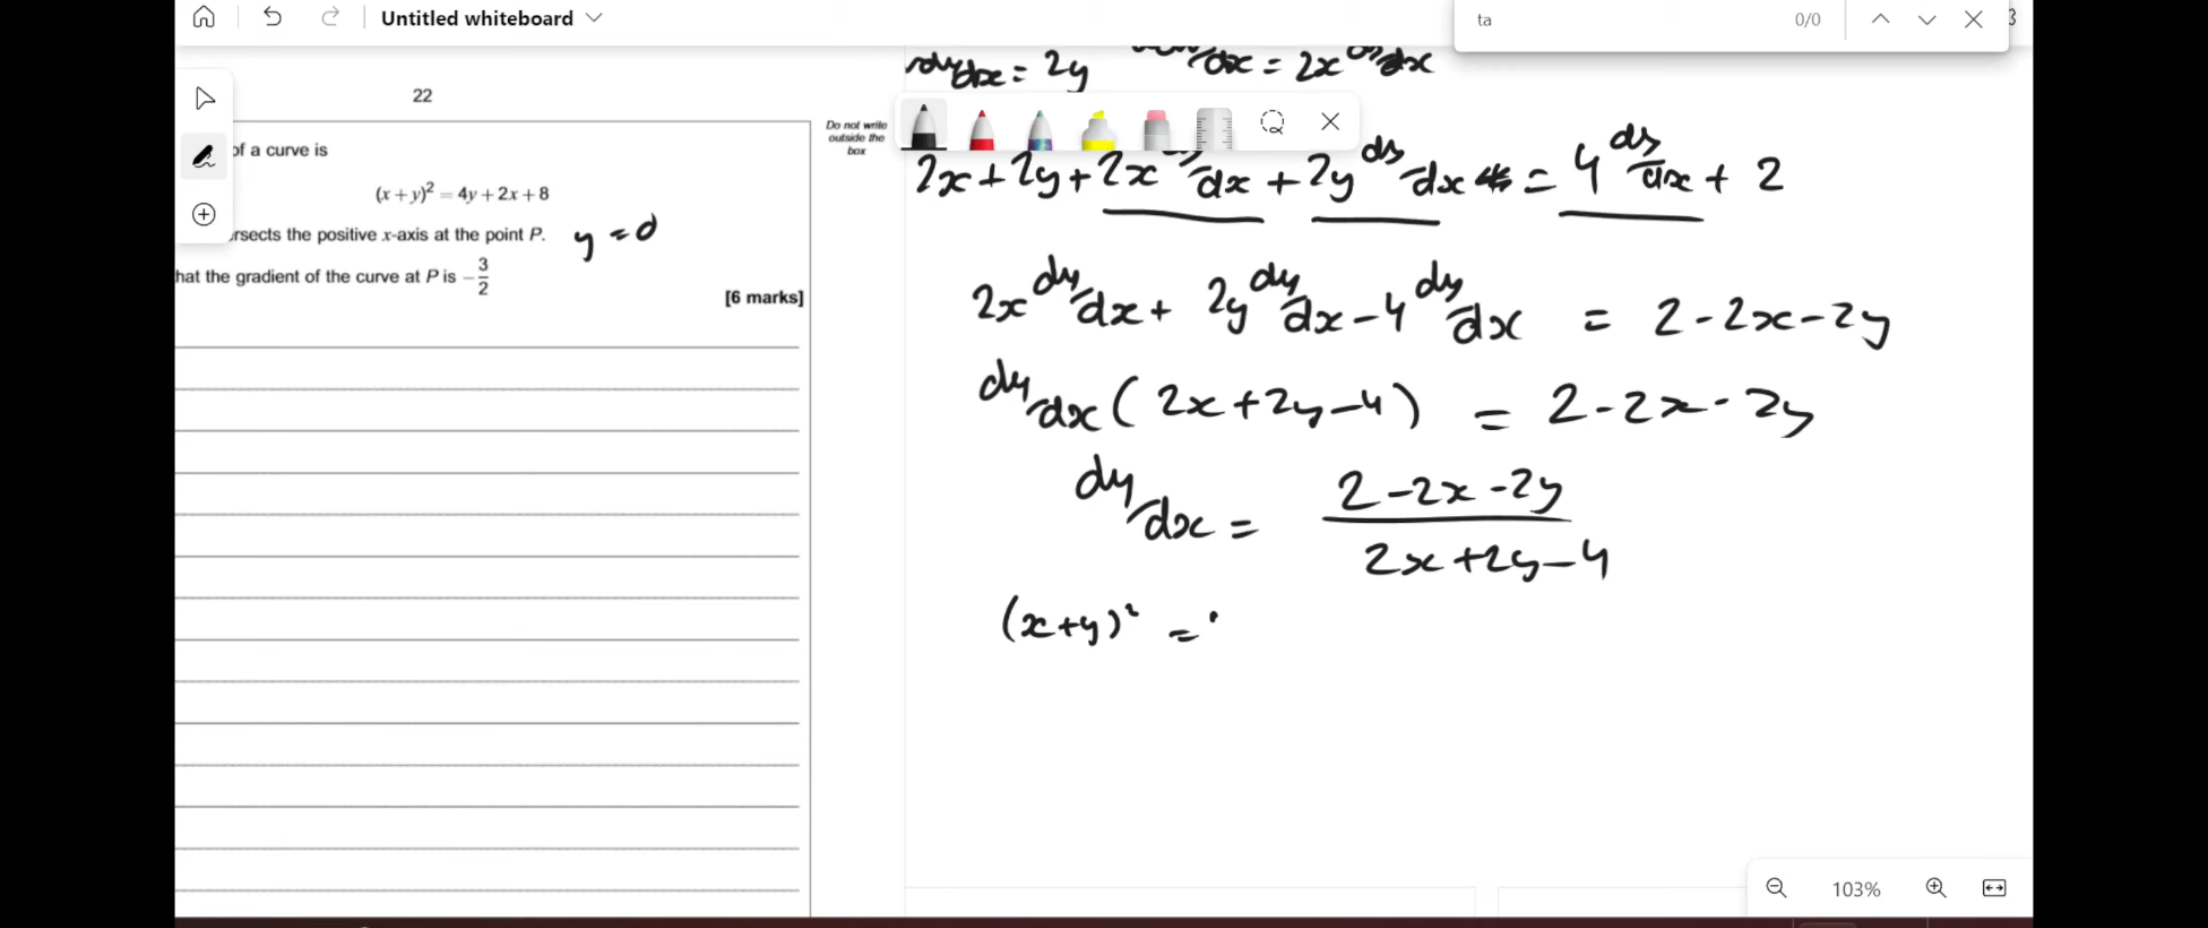 Untitled whiteboard
ta
0/0
22
of a curve is
(x + y)² = 4y + 2x + 8
rsects the positive x-axis at the point P.
y = 0
hat the gradient of the curve at P is −3/2
[6 marks]
Do not write
outside the
box
dy/dx = 2y
dx = 2x dy/dx
2x + 2y + 2x dy/dx + 2y dy/dx = 4 dy/dx + 2
2x dy/dx + 2y dy/dx − 4 dy/dx = 2 − 2x − 2y
dy/dx (2x + 2y − 4) = 2 − 2x − 2y
dy/dx = (2 − 2x − 2y)/(2x + 2y − 4)
(x+y)² =
103%